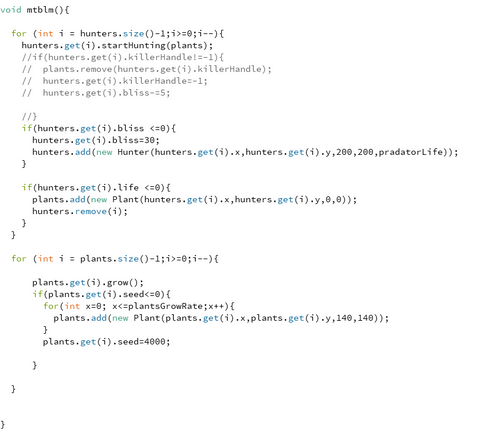 void mtblm(){
for (int i = hunters.size()-1;i>=0;i--){
hunters.get(i).startHunting(plants);
//if(hunters.get(i).killerHandle!=-1){
// plants.remove(hunters.get(i).killerHandle);
// hunters.get(i).killerHandle=-1;
// hunters.get(i).bliss-=5;
//}
if(hunters.get(i).bliss <=0){
hunters.get(i).bliss=30;
hunters.add(new Hunter(hunters.get(i).x,hunters.get(i).y,200,200,pradatorLife));
}
if(hunters.get(i).life <=0){
plants.add(new Plant(hunters.get(i).x,hunters.get(i).y,0,0));
hunters.remove(i);
}
}
for (int i = plants.size()-1;i>=0;i--){
plants.get(i).grow();
if(plants.get(i).seed<=0){
for(int x=0; x<=plantsGrowRate;x++){
plants.add(new Plant(plants.get(i).x,plants.get(i).y,140,140));
}
plants.get(i).seed=4000;
}
}
}